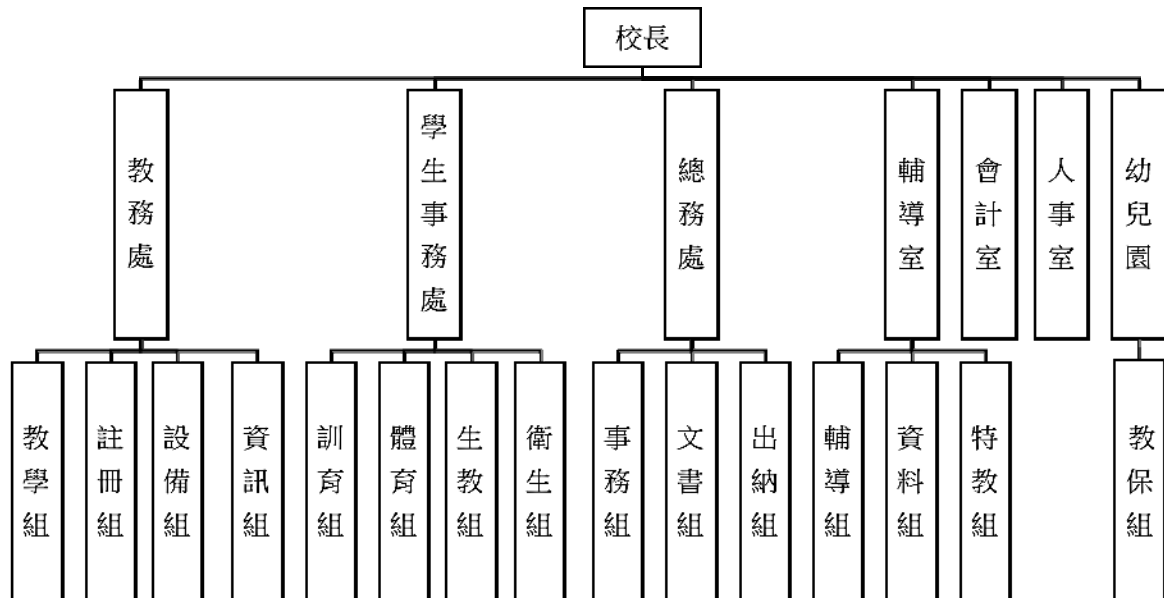 校長
教務處
學生事務處
總務處
輔導室
會計室
人事室
幼兒園
教學組
註冊組
設備組
資訊組
訓育組
體育組
生教組
衛生組
事務組
文書組
出納組
輔導組
資料組
特教組
教保組